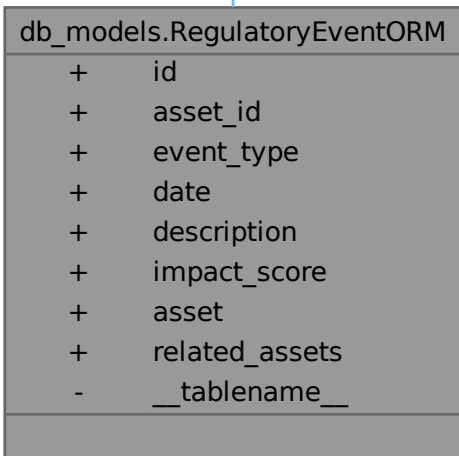 db_models.RegulatoryEventORM
+ id
+ asset_id
+ event_type
+ date
+ description
+ impact_score
+ asset
+ related_assets
- __tablename__